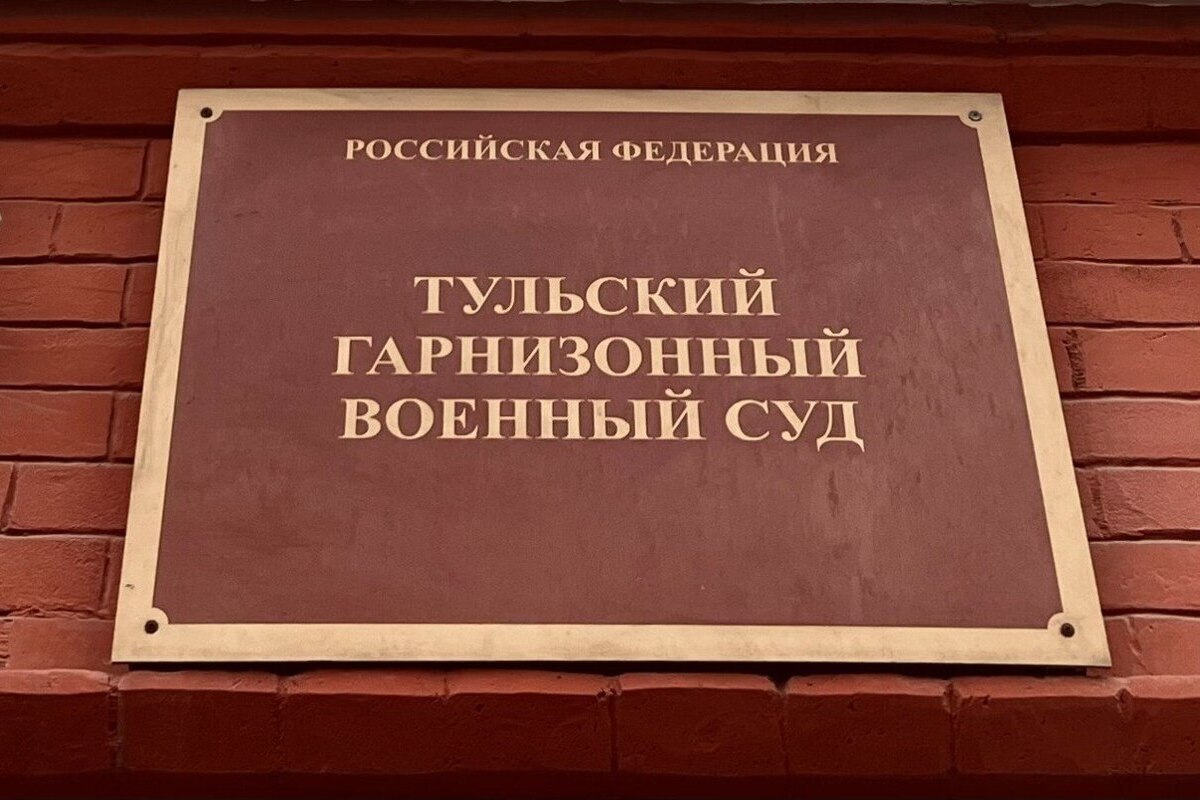 РОССИЙСКАЯ ФЕДЕРАЦИЯ
ТУЛЬСКИЙ
ГАРНИЗОННЫЙ
ВОЕННЫЙ СУД